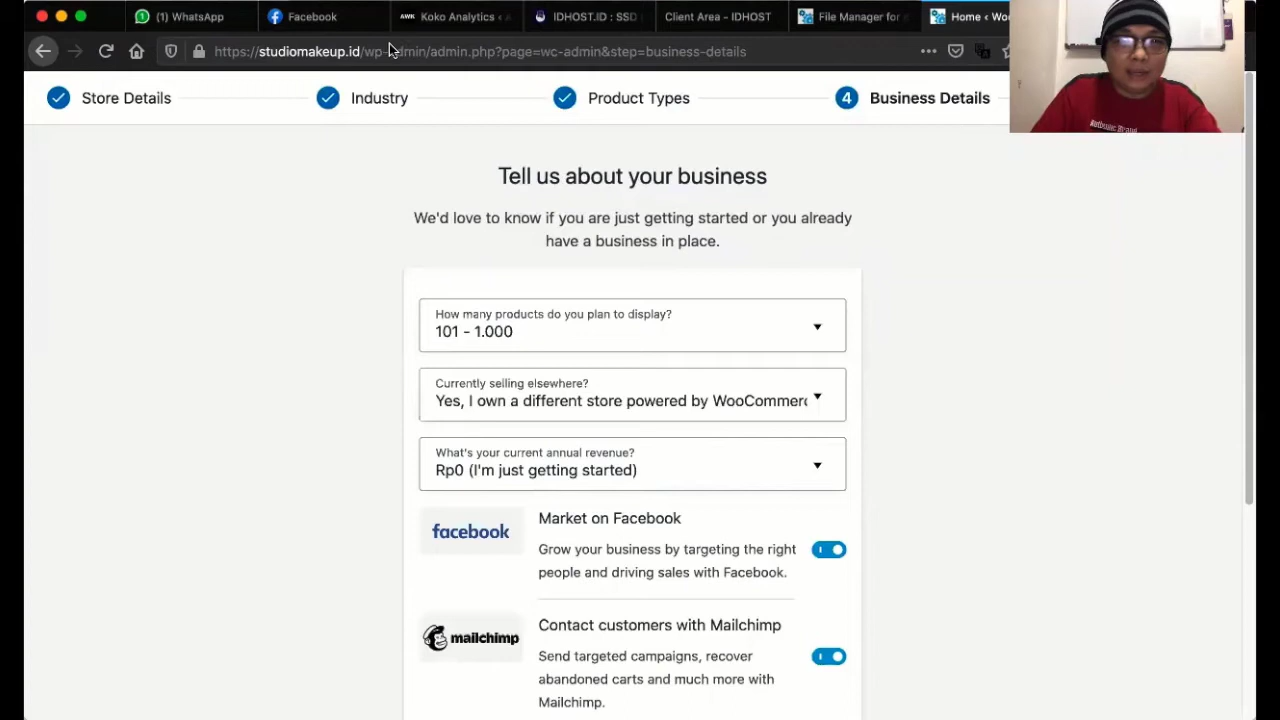 (1) WhatsApp
Facebook
AWK Koko Analytics ‹
IDHOST.ID : SSD
Client Area - IDHOST
File Manager for
Home ‹ Woo
https://studiomakeup.id/wp-admin/admin.php?page=wc-admin&step=business-details
Store Details
Industry
Product Types
4 Business Details
Tell us about your business
We'd love to know if you are just getting started or you already
have a business in place.
How many products do you plan to display?
101 - 1.000
Currently selling elsewhere?
Yes, I own a different store powered by WooCommerc
What's your current annual revenue?
Rp0 (I'm just getting started)
facebook
Market on Facebook
Grow your business by targeting the right
people and driving sales with Facebook.
mailchimp
Contact customers with Mailchimp
Send targeted campaigns, recover
abandoned carts and much more with
Mailchimp.